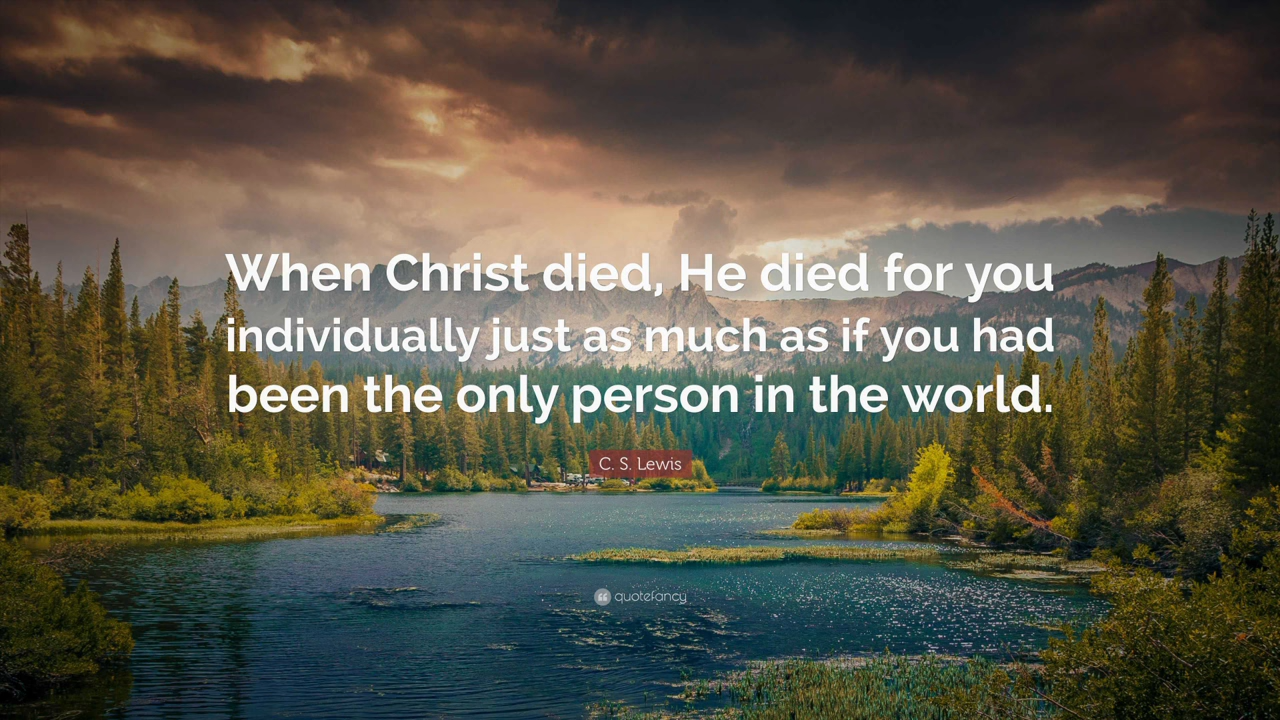 When Christ died, He died for you
individually just as much as if you had
been the only person in the world.
C. S. Lewis
quotefancy